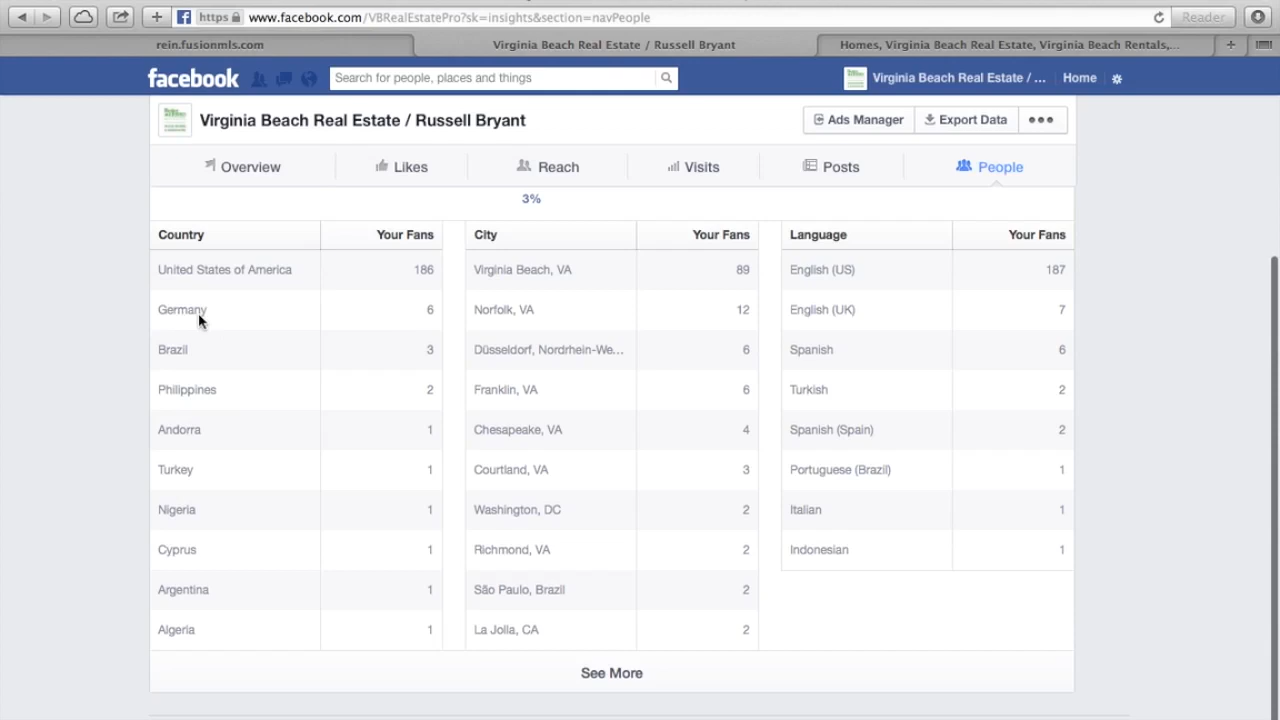 https www.facebook.com/VBRealEstatePro?sk=insights&section=navPeople Reader
rein.fusionmls.com Virginia Beach Real Estate / Russell Bryant Homes, Virginia Beach Real Estate, Virginia Beach Rentals,...
facebook Search for people, places and things Virginia Beach Real Estate / ... Home
Virginia Beach Real Estate / Russell Bryant Ads Manager Export Data
Overview Likes Reach Visits Posts People
3%
Country Your Fans City Your Fans Language Your Fans
United States of America 186 Virginia Beach, VA 89 English (US) 187
Germany 6 Norfolk, VA 12 English (UK) 7
Brazil 3 Düsseldorf, Nordrhein-We... 6 Spanish 6
Philippines 2 Franklin, VA 6 Turkish 2
Andorra 1 Chesapeake, VA 4 Spanish (Spain) 2
Turkey 1 Courtland, VA 3 Portuguese (Brazil) 1
Nigeria 1 Washington, DC 2 Italian 1
Cyprus 1 Richmond, VA 2 Indonesian 1
Argentina 1 São Paulo, Brazil 2
Algeria 1 La Jolla, CA 2
See More